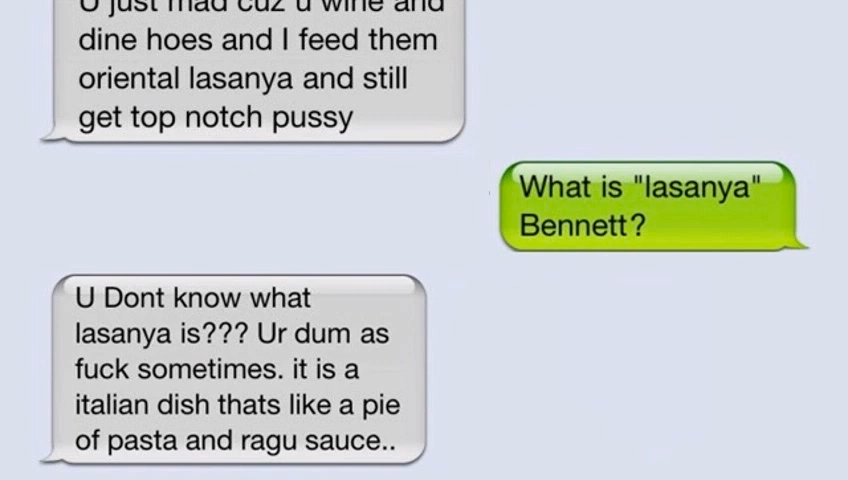 U just mad cuz u wine and
dine hoes and I feed them
oriental lasanya and still
get top notch pussy
What is "lasanya"
Bennett?
U Dont know what
lasanya is??? Ur dum as
fuck sometimes. it is a
italian dish thats like a pie
of pasta and ragu sauce..